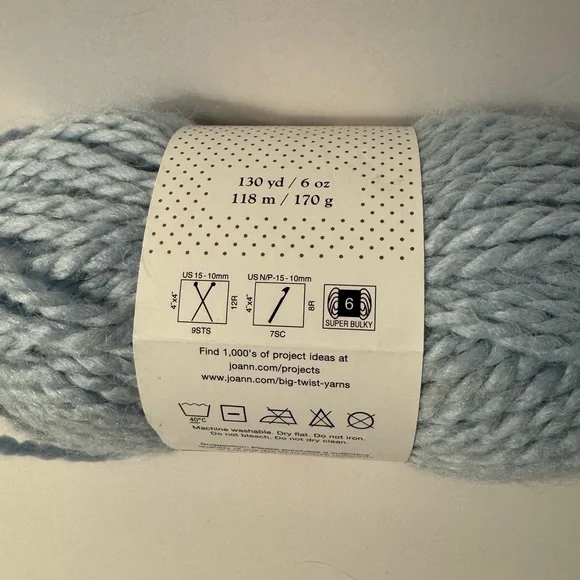 130 yd / 6 oz
118 m / 170 g
US 15 - 10mm
4"x4"
12R
9STS
US N/P-15 - 10mm
4"x4"
8R
7SC
6
SUPER BULKY
Find 1,000's of project ideas at
joann.com/projects
www.joann.com/big-twist-yarns
40°C
Machine washable. Dry flat. Do not iron.
Do not bleach. Do not dry clean.